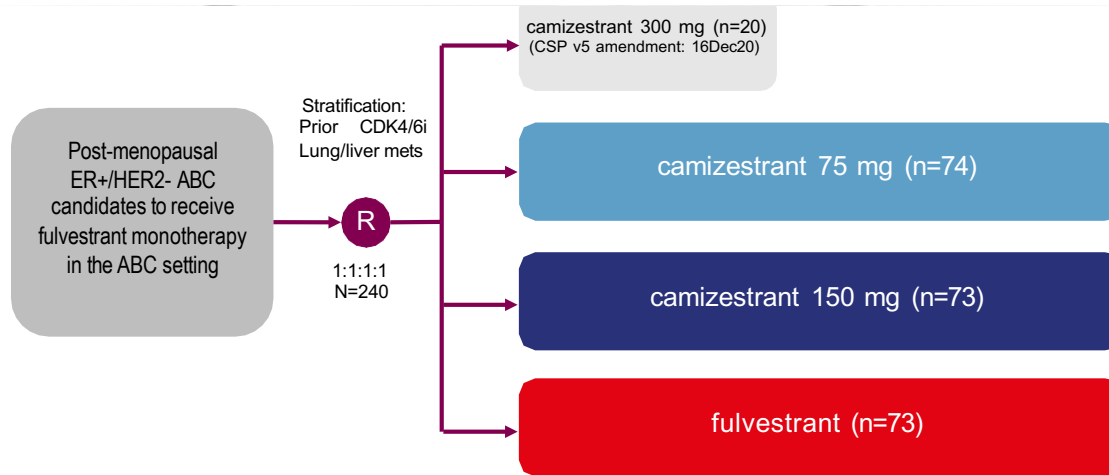 camizestrant 300 mg (n=20)
(CSP v5 amendment: 16Dec20)
Stratification:
Prior CDK4/6i
Lung/liver mets
Post-menopausal
ER+/HER2- ABC
candidates to receive
fulvestrant monotherapy
in the ABC setting
R
1:1:1:1
N=240
camizestrant 75 mg (n=74)
camizestrant 150 mg (n=73)
fulvestrant (n=73)